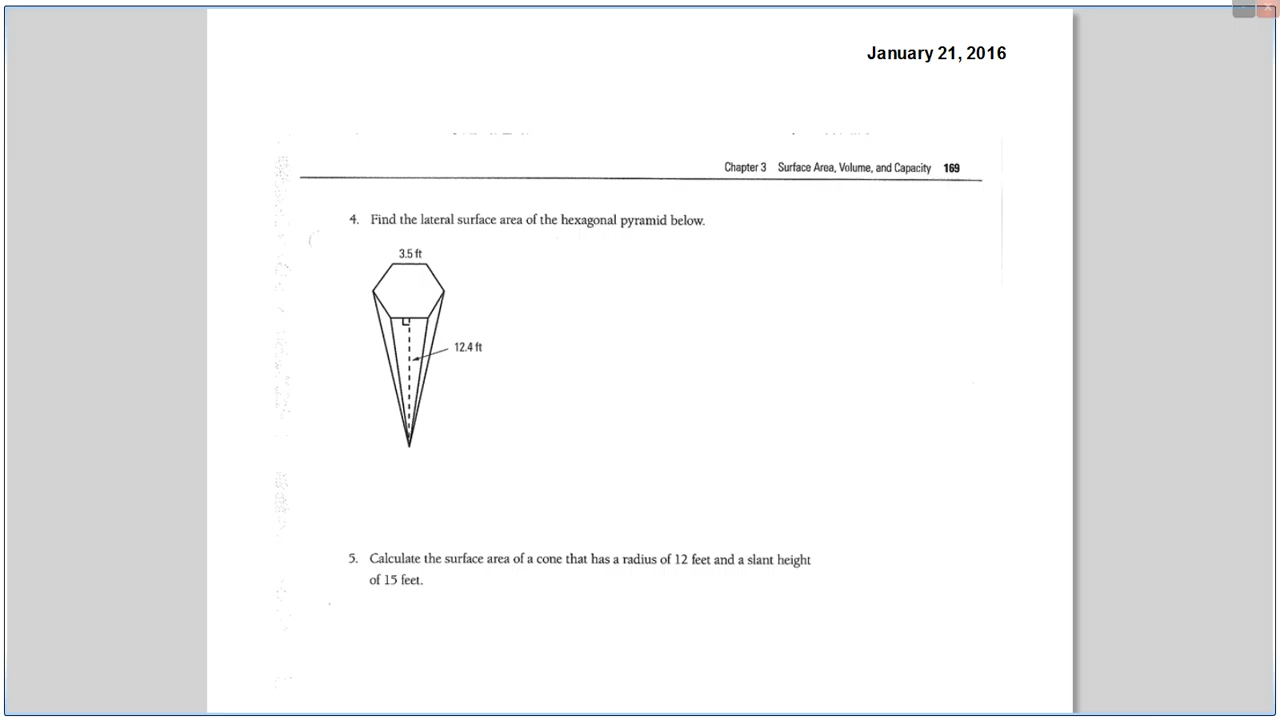 January 21, 2016
Chapter 3 Surface Area, Volume, and Capacity 169
4. Find the lateral surface area of the hexagonal pyramid below.
3.5 ft
12.4 ft
5. Calculate the surface area of a cone that has a radius of 12 feet and a slant height
of 15 feet.